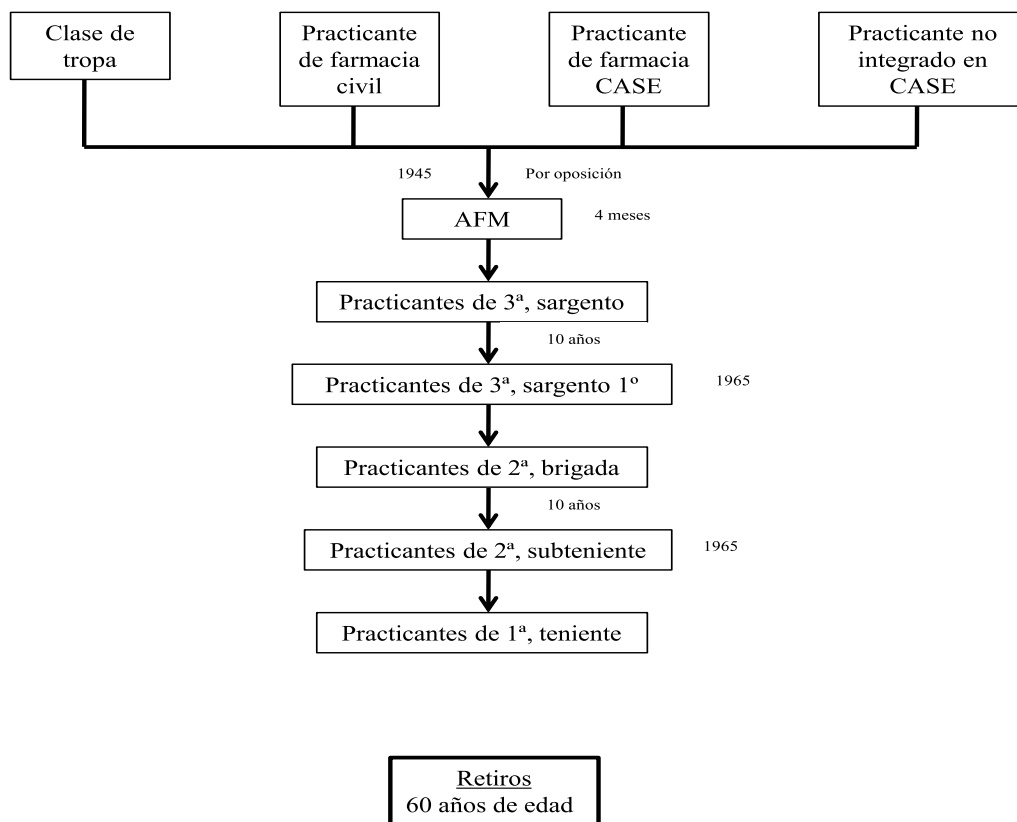 Clase de
tropa
Practicante
de farmacia
civil
Practicante
de farmacia
CASE
Practicante no
integrado en
CASE
1945
Por oposición
AFM
4 meses
Practicantes de 3ª, sargento
10 años
Practicantes de 3ª, sargento 1º
1965
Practicantes de 2ª, brigada
10 años
Practicantes de 2ª, subteniente
1965
Practicantes de 1ª, teniente
Retiros
60 años de edad